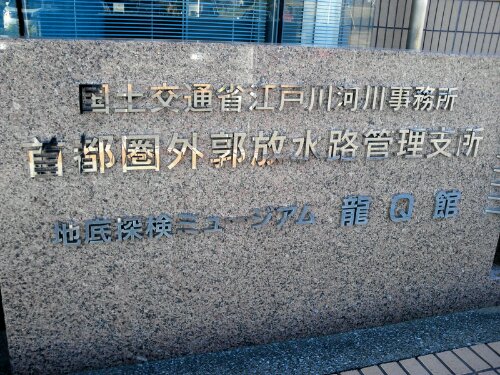 国土交通省江戸川河川事務所
首都圏外郭放水路管理支所
地底探検ミュージアム 龍Q館